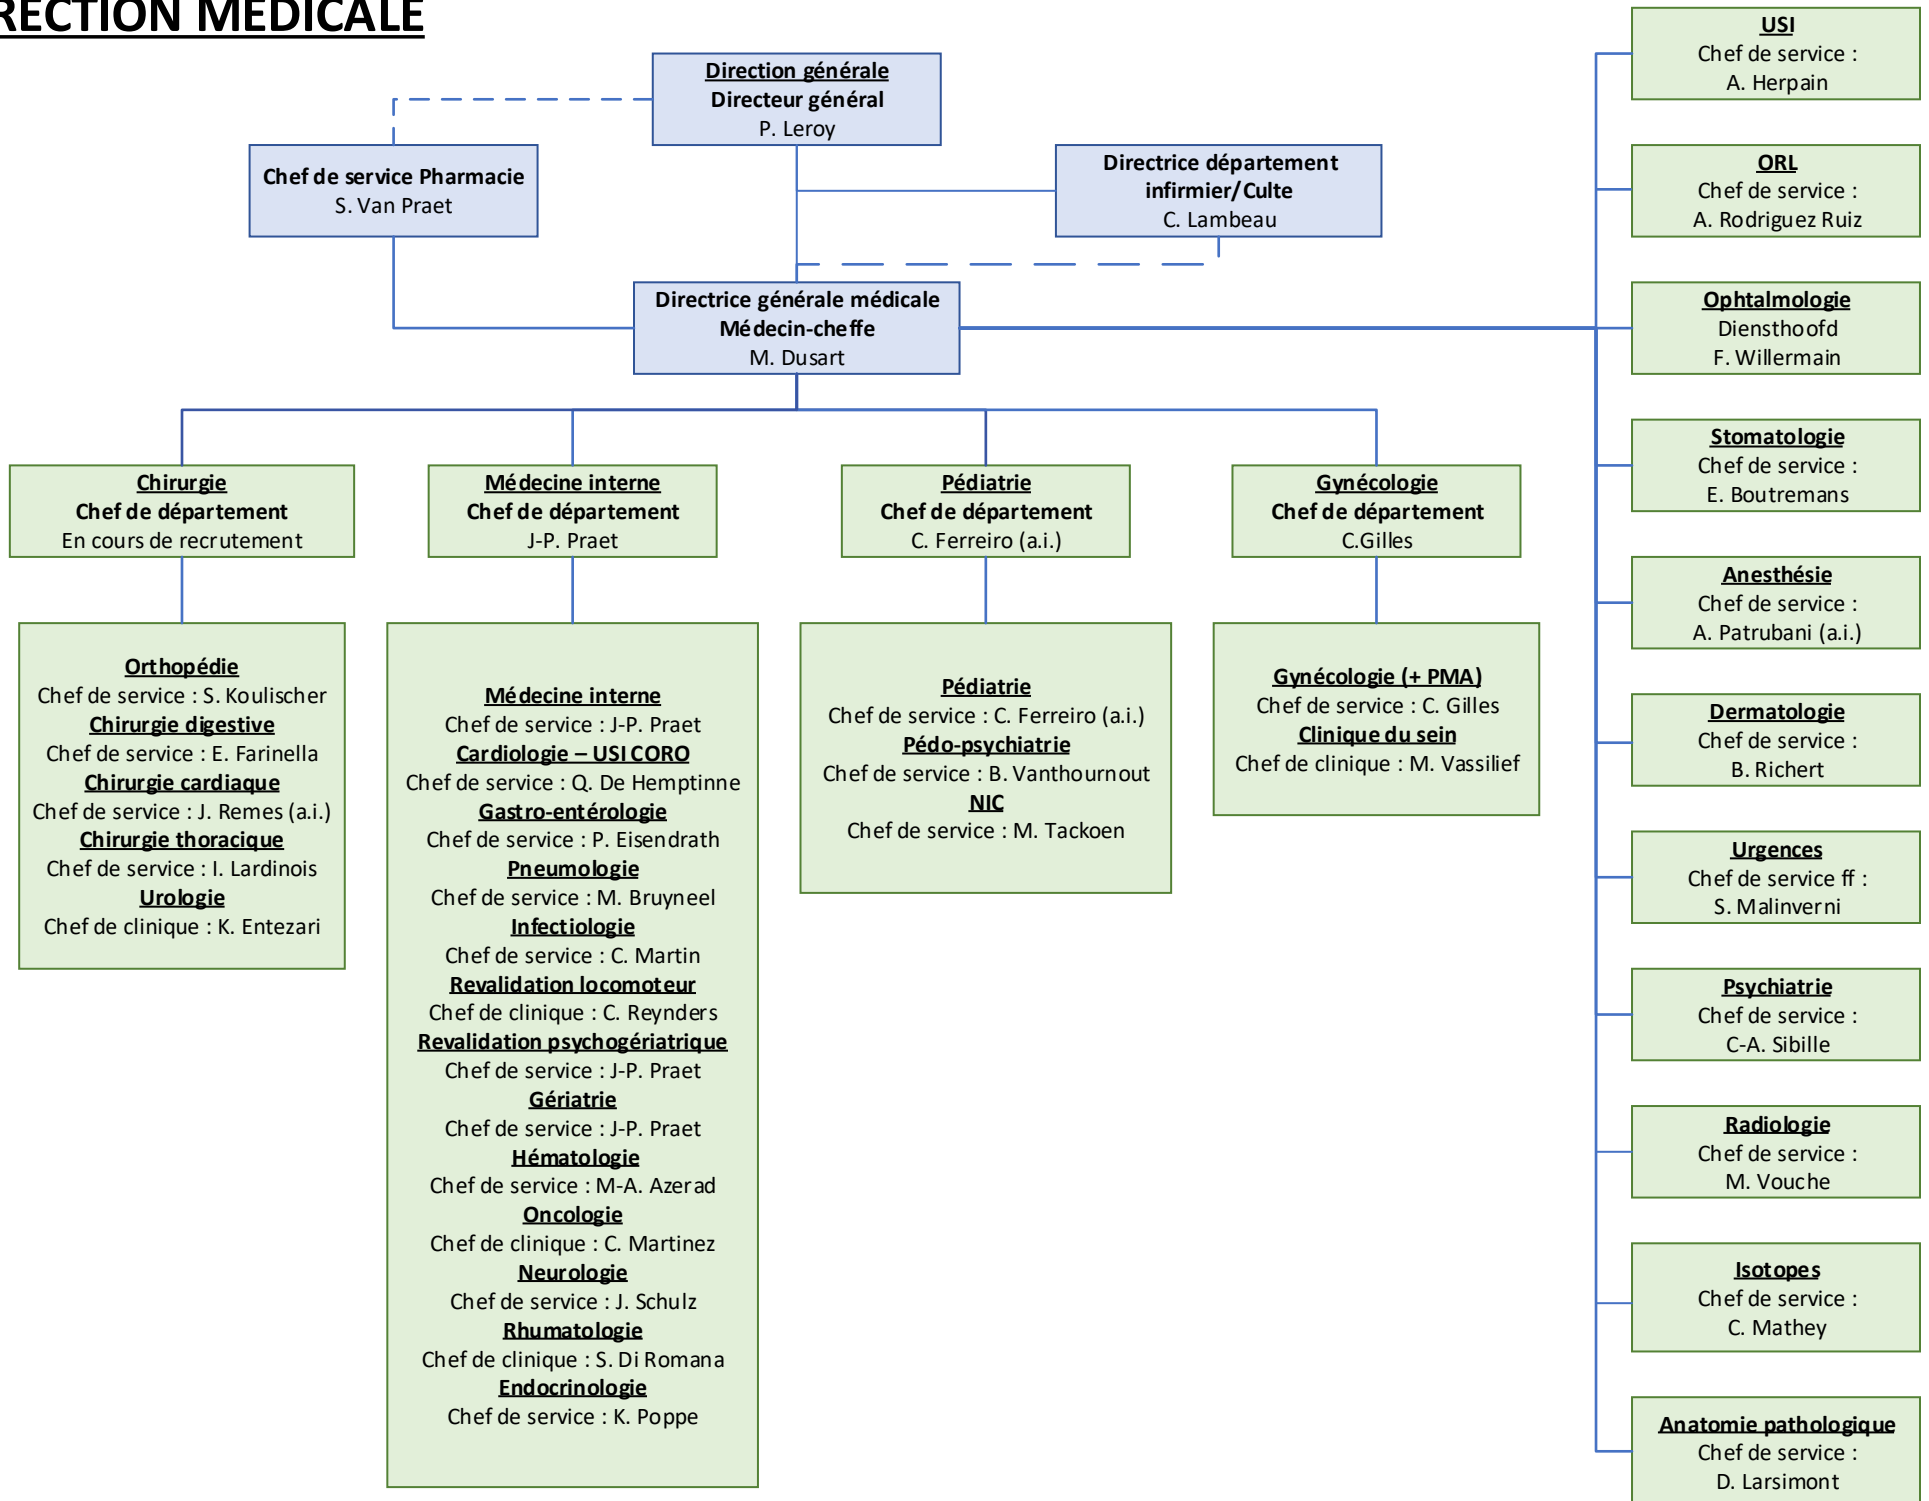 RECTION MÉDICALE
Direction générale
Directeur général
P. Leroy
Chef de service Pharmacie
S. Van Praet
Directrice département
infirmier/Culte
C. Lambeau
Directrice générale médicale
Médecin-cheffe
M. Dusart
Chirurgie
Chef de département
En cours de recrutement
Médecine interne
Chef de département
J-P. Praet
Pédiatrie
Chef de département
C. Ferreiro (a.i.)
Gynécologie
Chef de département
C.Gilles
Orthopédie
Chef de service : S. Koulischer
Chirurgie digestive
Chef de service : E. Farinella
Chirurgie cardiaque
Chef de service : J. Remes (a.i.)
Chirurgie thoracique
Chef de service : I. Lardinois
Urologie
Chef de clinique : K. Entezari
Médecine interne
Chef de service : J-P. Praet
Cardiologie – USI CORO
Chef de service : Q. De Hemptinne
Gastro-entérologie
Chef de service : P. Eisendrath
Pneumologie
Chef de service : M. Bruyneel
Infectiologie
Chef de service : C. Martin
Revalidation locomoteur
Chef de clinique : C. Reynders
Revalidation psychogériatrique
Chef de service : J-P. Praet
Gériatrie
Chef de service : J-P. Praet
Hématologie
Chef de service : M-A. Azerad
Oncologie
Chef de clinique : C. Martinez
Neurologie
Chef de service : J. Schulz
Rhumatologie
Chef de clinique : S. Di Romana
Endocrinologie
Chef de service : K. Poppe
Pédiatrie
Chef de service : C. Ferreiro (a.i.)
Pédo-psychiatrie
Chef de service : B. Vanthournout
NIC
Chef de service : M. Tackoen
Gynécologie (+ PMA)
Chef de service : C. Gilles
Clinique du sein
Chef de clinique : M. Vassilief
USI
Chef de service :
A. Herpain
ORL
Chef de service :
A. Rodriguez Ruiz
Ophtalmologie
Diensthoofd
F. Willermain
Stomatologie
Chef de service :
E. Boutremans
Anesthésie
Chef de service :
A. Patrubani (a.i.)
Dermatologie
Chef de service :
B. Richert
Urgences
Chef de service ff :
S. Malinverni
Psychiatrie
Chef de service :
C-A. Sibille
Radiologie
Chef de service :
M. Vouche
Isotopes
Chef de service :
C. Mathey
Anatomie pathologique
Chef de service :
D. Larsimont